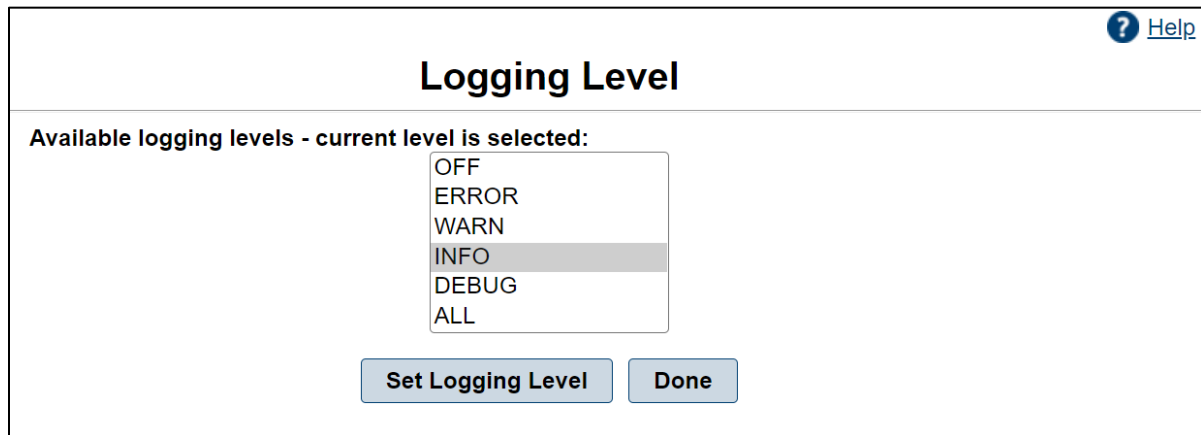 ? Help
Logging Level
Available logging levels - current level is selected:
OFF
ERROR
WARN
INFO
DEBUG
ALL
Set Logging Level Done